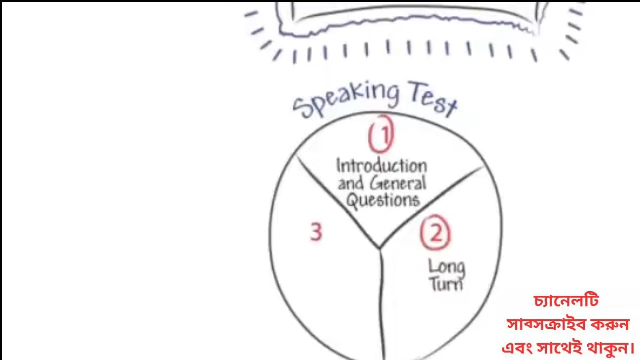 Speaking Test
1
Introduction
and General
Questions
3
2
Long
Turn
চ্যানেলটি
সাবসক্রাইব করুন
এবং সাথেই থাকুন।